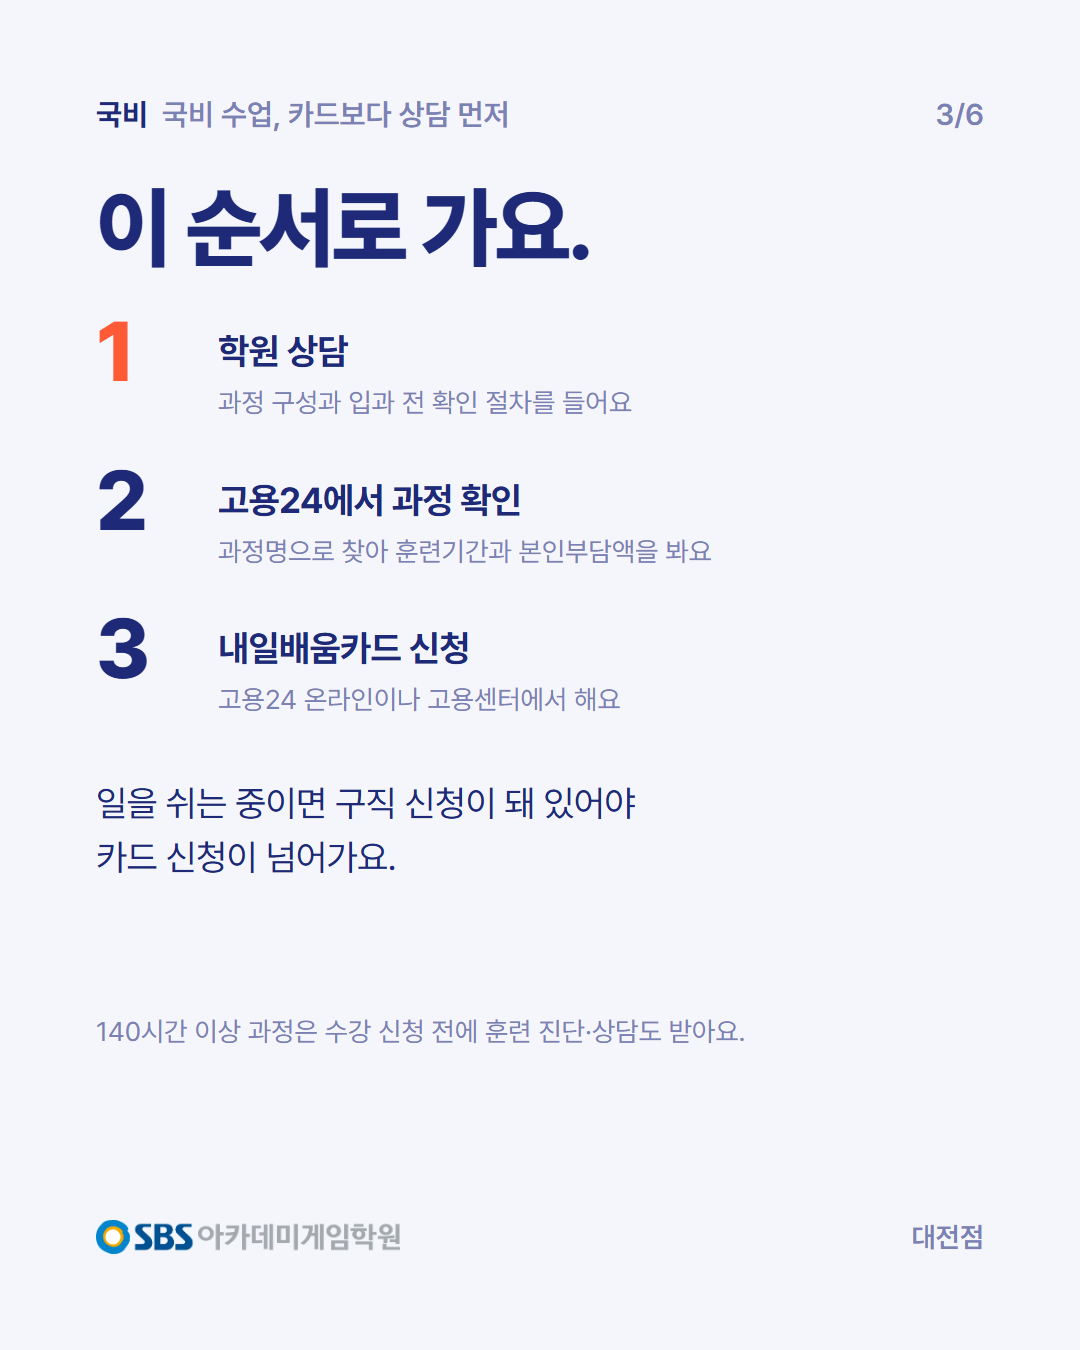 국비 국비 수업, 카드보다 상담 먼저
3/6
이 순서로 가요.
1
학원 상담
과정 구성과 입과 전 확인 절차를 들어요
2
고용24에서 과정 확인
과정명으로 찾아 훈련기간과 본인부담액을 봐요
3
내일배움카드 신청
고용24 온라인이나 고용센터에서 해요
일을 쉬는 중이면 구직 신청이 돼 있어야
카드 신청이 넘어가요.
140시간 이상 과정은 수강 신청 전에 훈련 진단·상담도 받아요.
SBS 아카데미게임학원
대전점